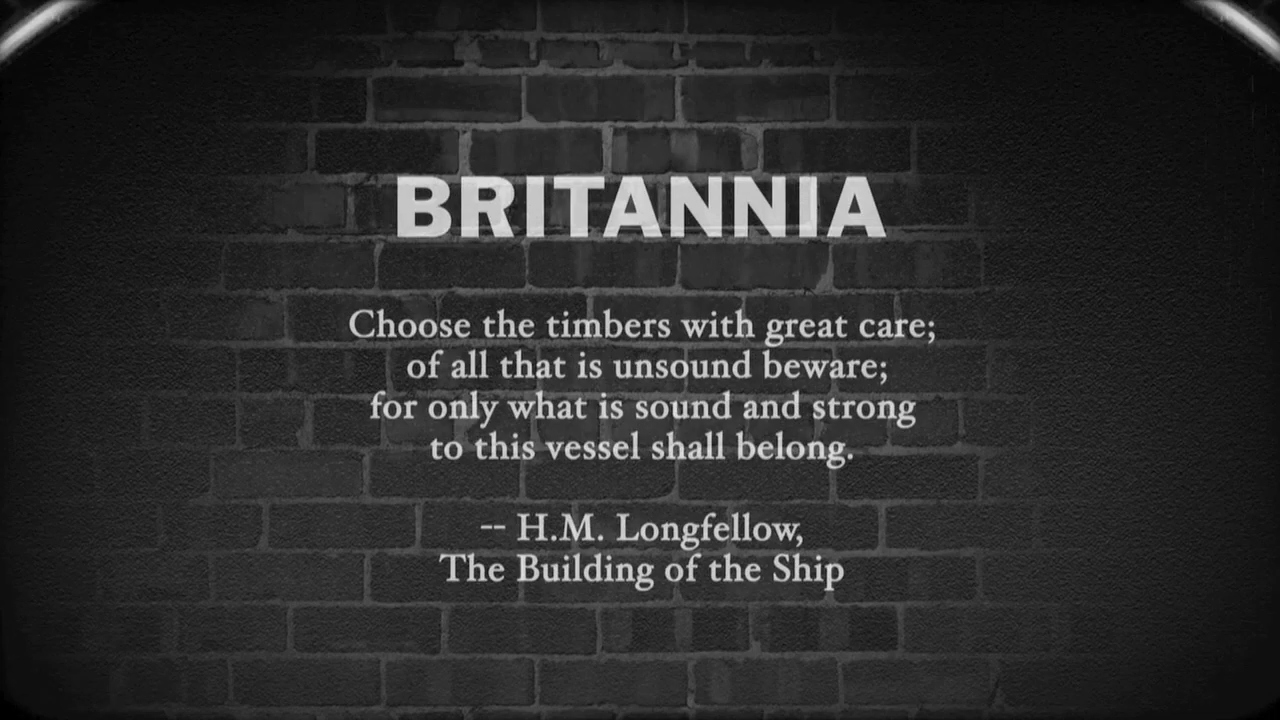 BRITANNIA
Choose the timbers with great care;
of all that is unsound beware;
for only what is sound and strong
to this vessel shall belong.
-- H.M. Longfellow,
The Building of the Ship